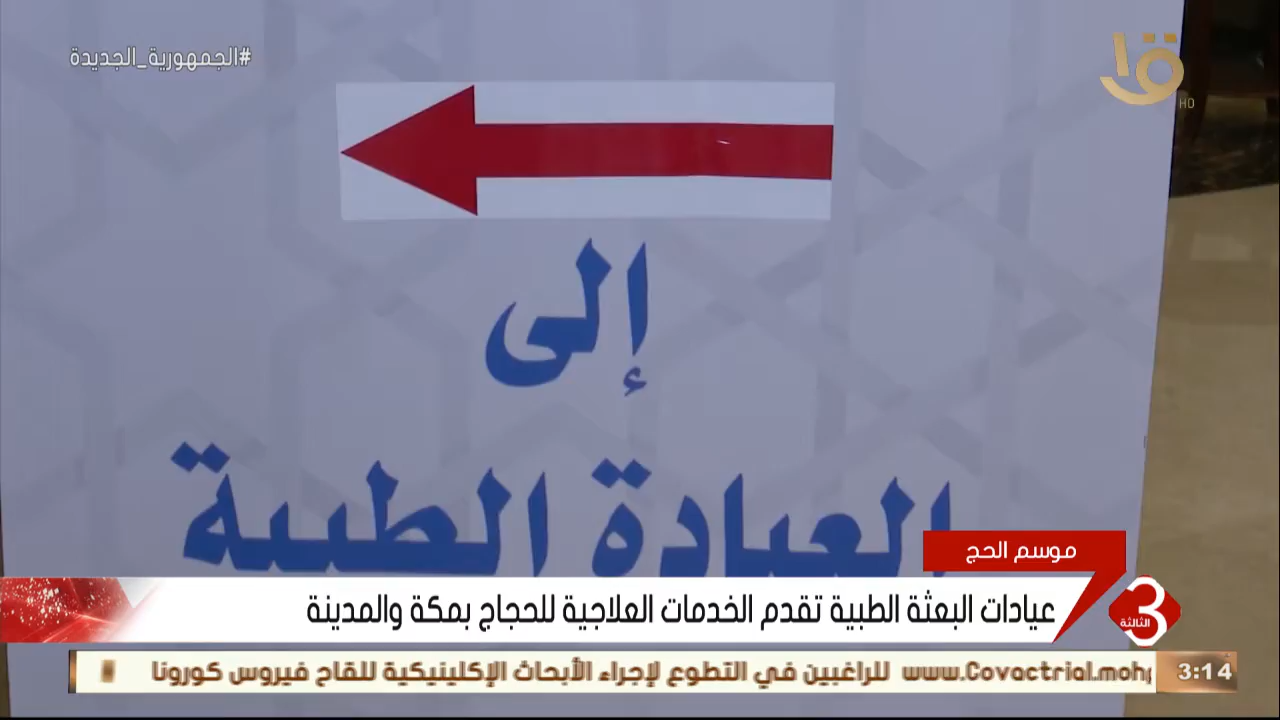 #الجمهورية_الجديدة
HD
إلى
العيادة الطبية
موسم الحج
عيادات البعثة الطبية تقدم الخدمات العلاجية للحجاج بمكة والمدينة
3 الثالثة
www.Covactrial.moh للراغبين في التطوع لإجراء الأبحاث الإكلينيكية للقاح فيروس كورونا
3:14